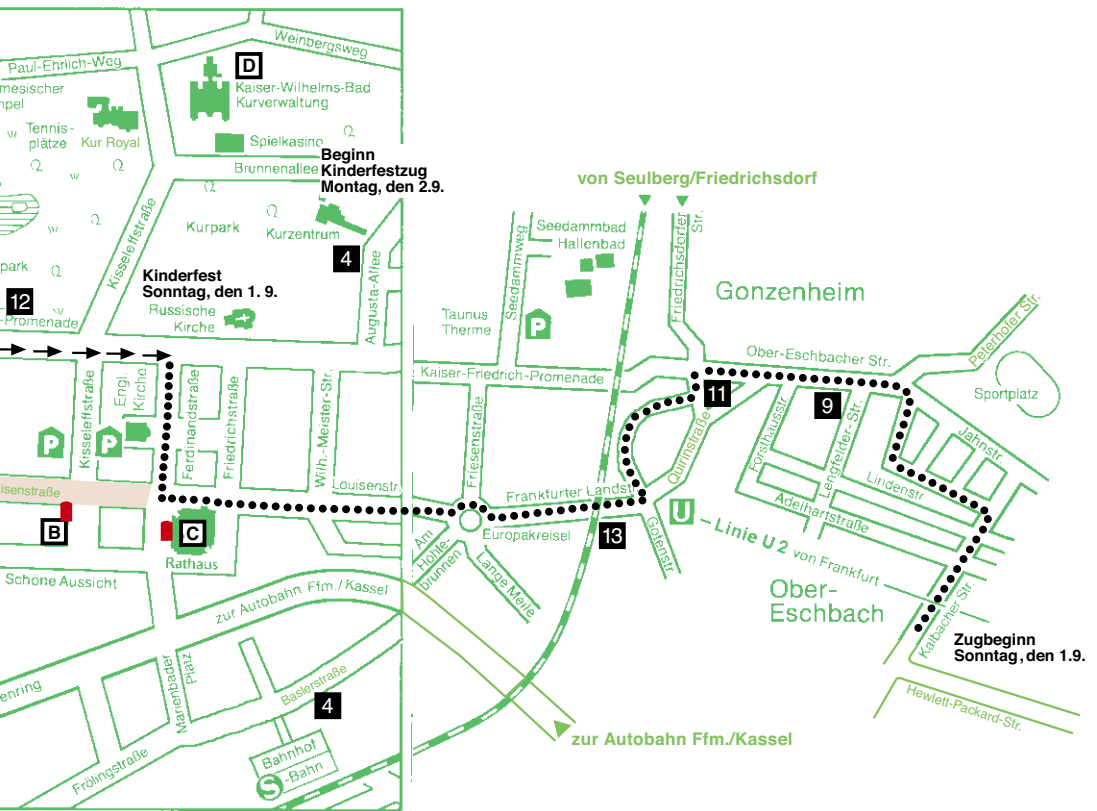 Weinbergsweg
Paul-Ehrlich-Weg
D
Kaiser-Wilhelms-Bad
Kurverwaltung
mesischer
npel
Tennis-
plätze
Kur Royal
Spielkasino
Beginn
Kinderfestzug
Montag, den 2.9.
Brunnenallee
von Seulberg/Friedrichsdorf
Kisseleffstraße
Kurpark
Kurzentrum
4
Augusta-Allee
park
12
-Promenade
Kinderfest
Sonntag, den 1. 9.
Russische
Kirche
Seedammweg
Seedammbad
Hallenbad
Friedrichsdorfer
Str.
Taunus
Therme
P
Gonzenheim
Peterhofer Str.
Ober-Eschbacher Str.
Sportplatz
Kaiser-Friedrich-Promenade
11
9
Kisseleffstraße
Engl.
Kirche
Ferdinandstraße
Friedrichstraße
Wilh.-Meister-Str.
Friesenstraße
Quirinstraße
Forsthausstr.
Lengfelder-Str.
Jahnstr.
Lindenstr.
Adelhartstraße
P
P
isenstraße
Louisenstr.
Frankfurter Landstr.
B
C
Rathaus
Europakreisel
13
Gotenstr.
U
– Linie U 2 von Frankfurt
Am
Hohle-
brunnen
Lange Meile
Schöne Aussicht
Ober-
Eschbach
Kalbacher Str.
Zugbeginn
Sonntag, den 1.9.
zur Autobahn Ffm./Kassel
Hewlett-Packard-Str.
enring
Marienbader
Platz
Baslerstraße
4
zur Autobahn Ffm./Kassel
Frölingstraße
Bahnhof
S
-Bahn